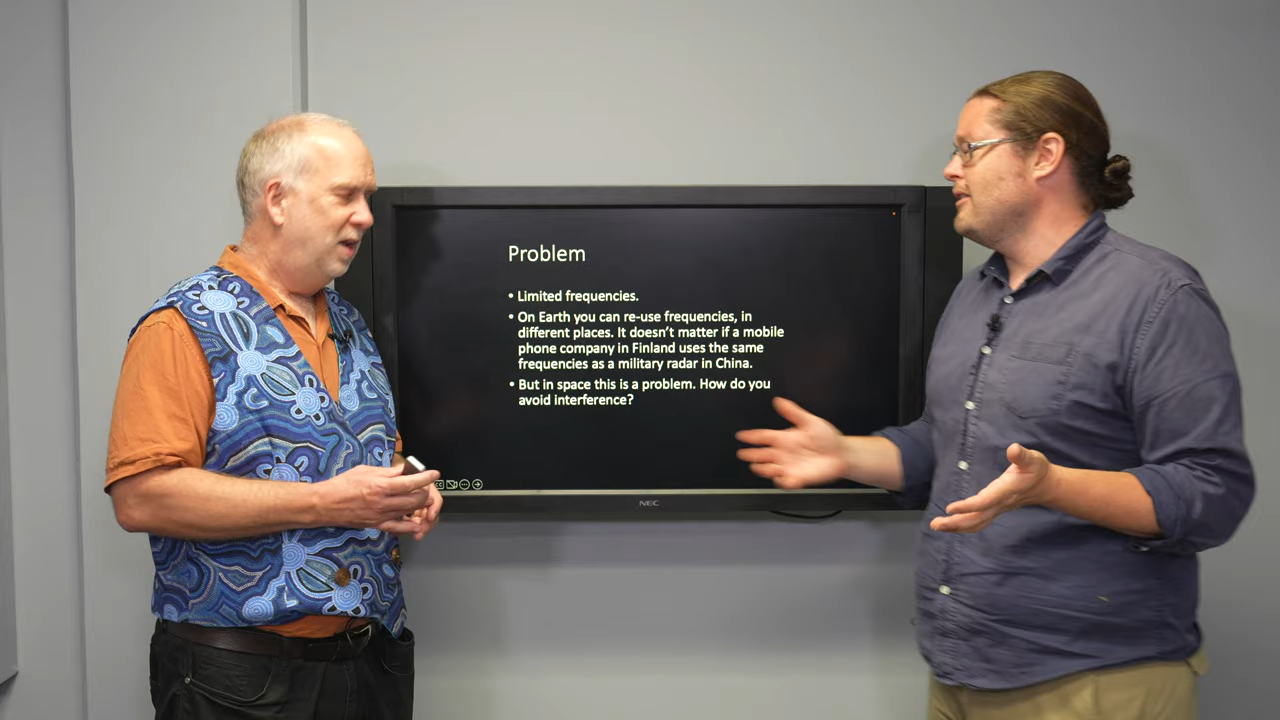 Problem
• Limited frequencies.
• On Earth you can re-use frequencies, in
different places. It doesn't matter if a mobile
phone company in Finland uses the same
frequencies as a military radar in China.
• But in space this is a problem. How do you
avoid interference?
NEC